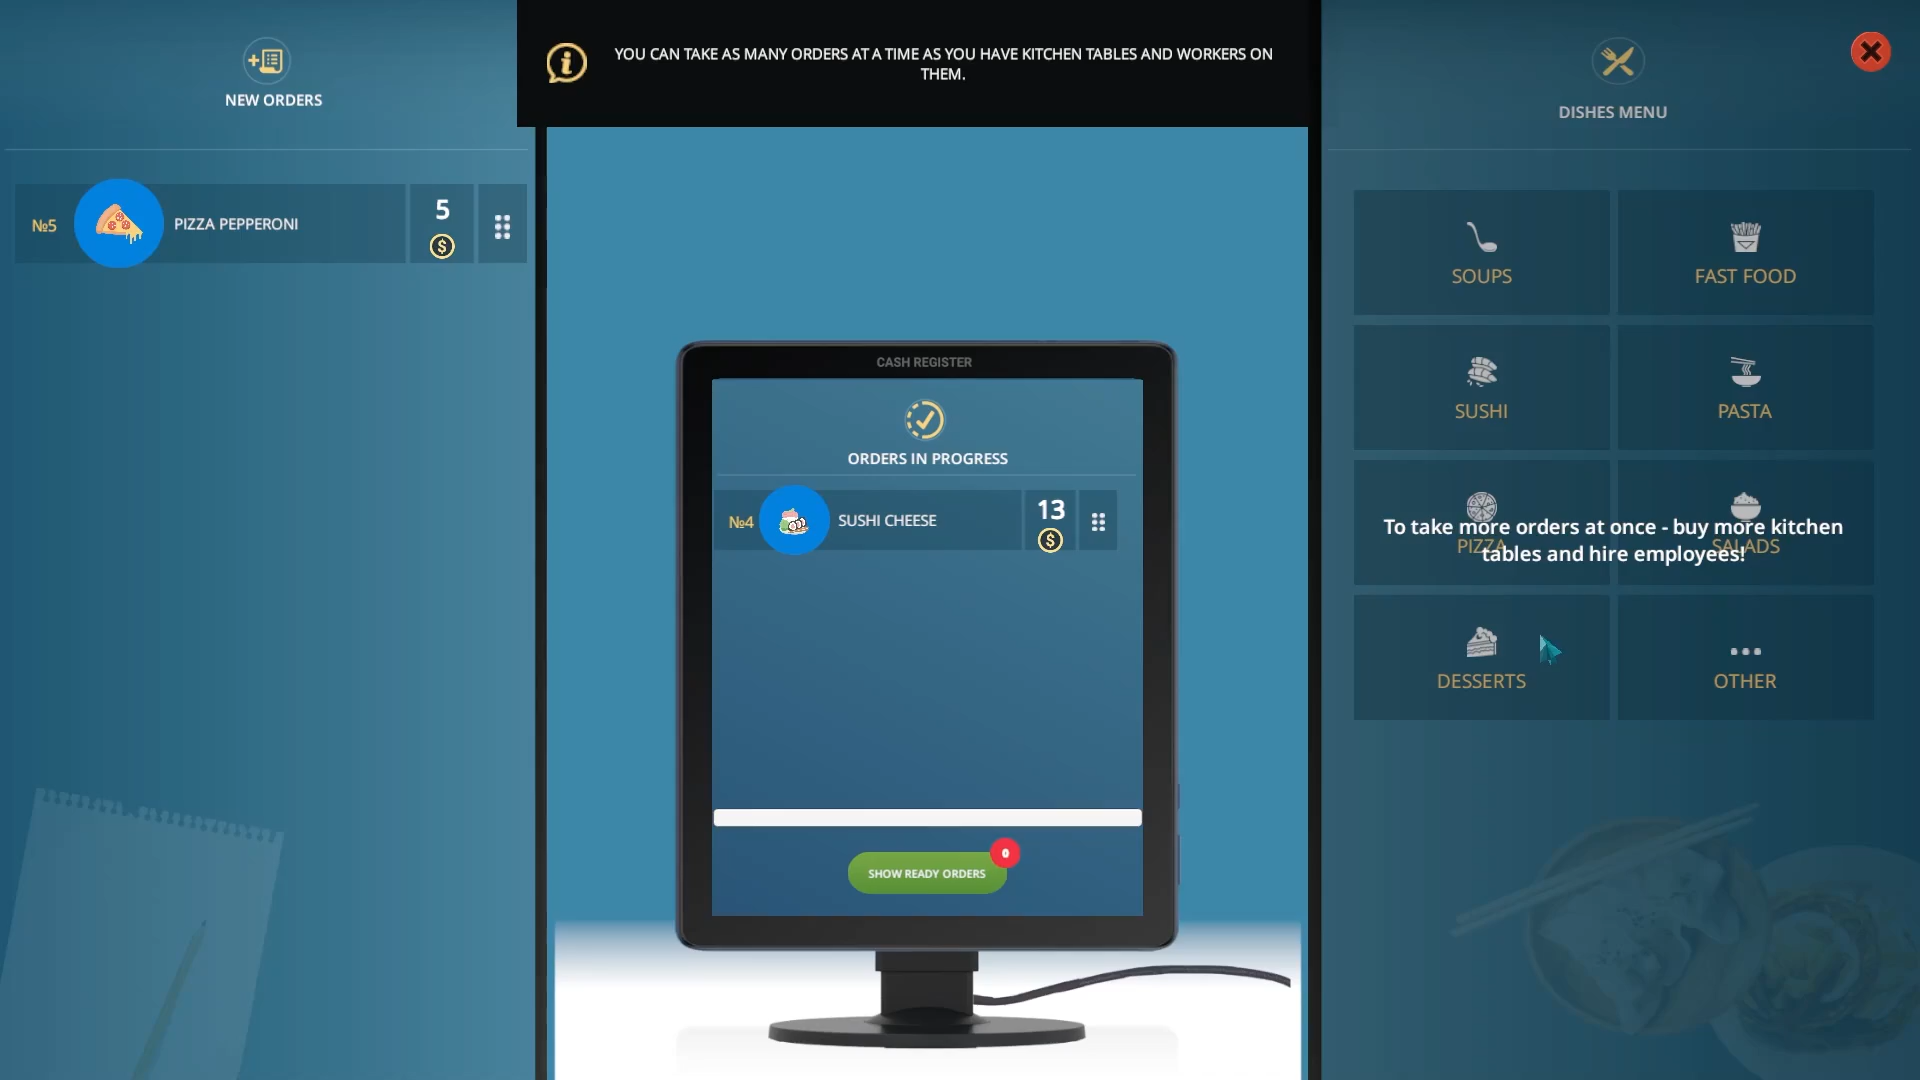 NEW ORDERS
YOU CAN TAKE AS MANY ORDERS AT A TIME AS YOU HAVE KITCHEN TABLES AND WORKERS ON
THEM.
DISHES MENU
№5
PIZZA PEPPERONI
5
$
SOUPS
FAST FOOD
SUSHI
PASTA
PIZZA
SALADS
To take more orders at once - buy more kitchen
tables and hire employees!
DESSERTS
OTHER
CASH REGISTER
ORDERS IN PROGRESS
№4
SUSHI CHEESE
13
$
0
SHOW READY ORDERS